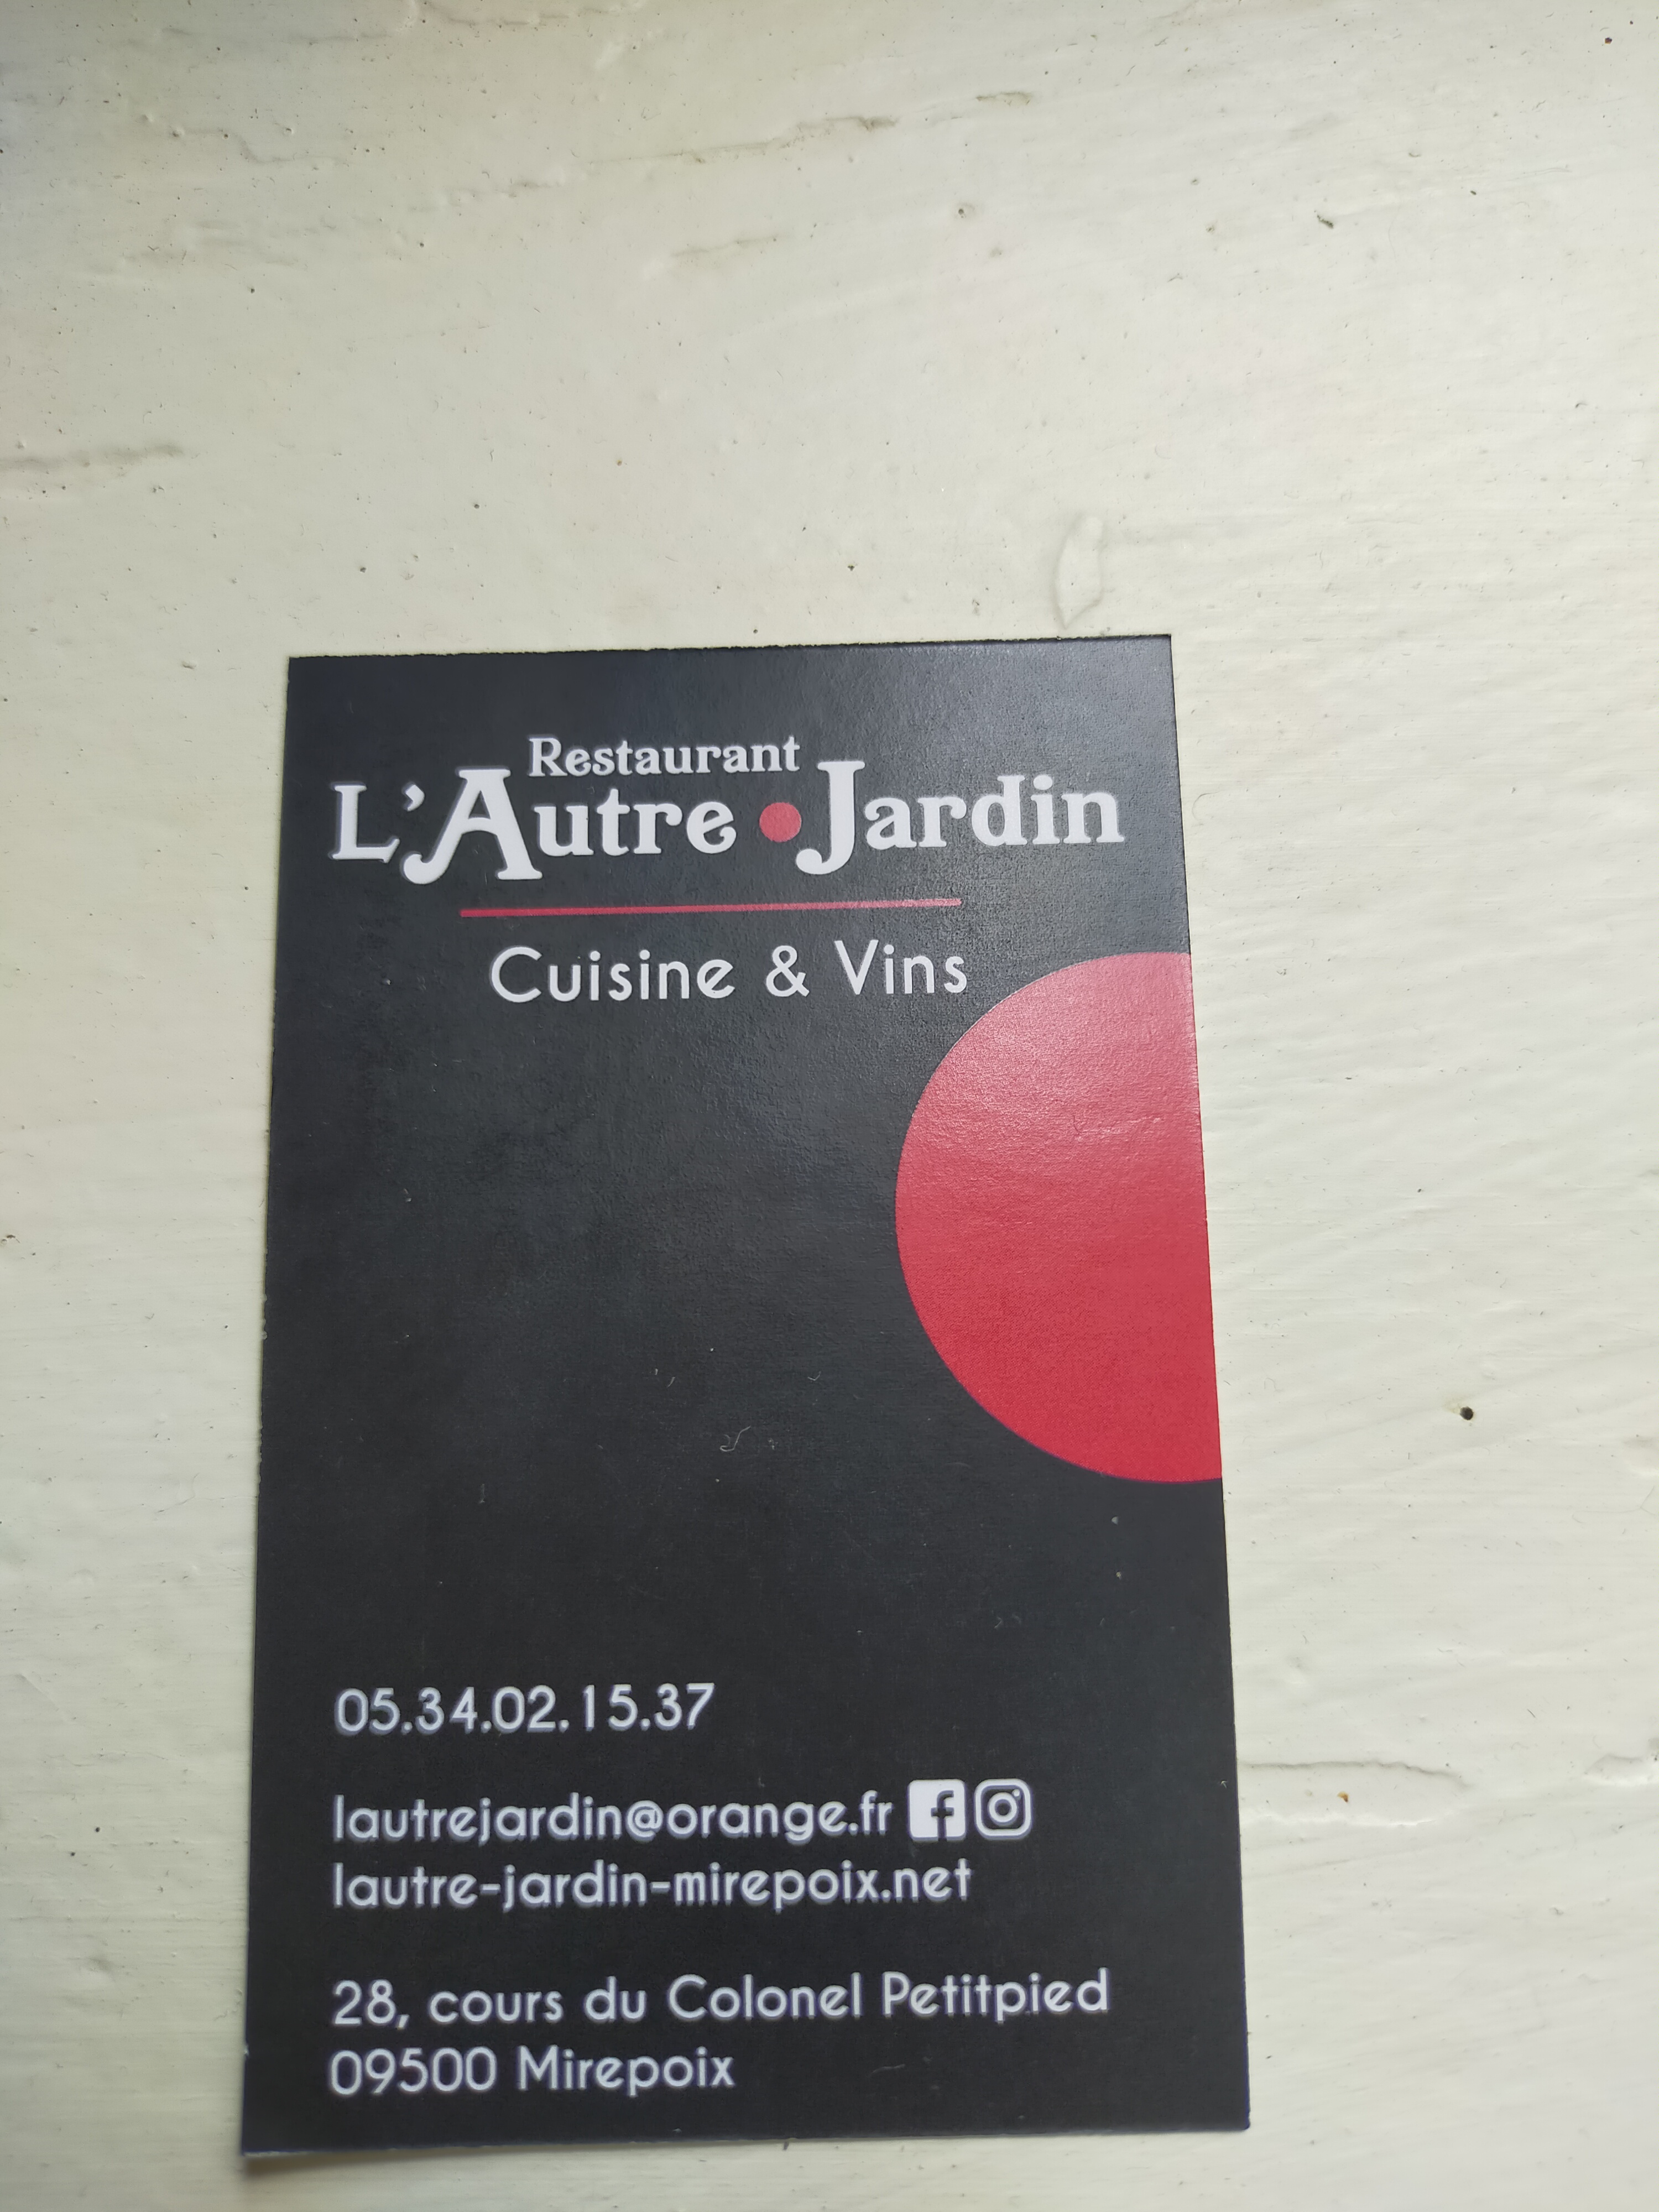 Restaurant
L'Autre • Jardin
Cuisine & Vins
05.34.02.15.37
lautrejardin@orange.fr
lautre-jardin-mirepoix.net
28, cours du Colonel Petitpied
09500 Mirepoix